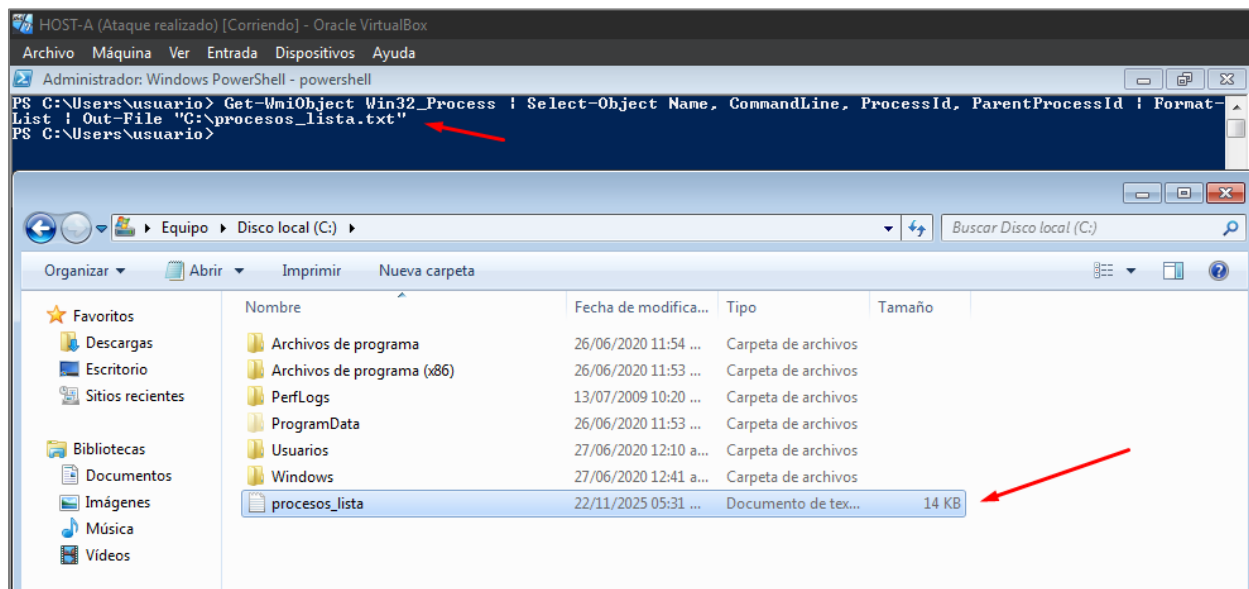 HOST-A (Ataque realizado) [Corriendo] - Oracle VirtualBox
Archivo Máquina Ver Entrada Dispositivos Ayuda
Administrador: Windows PowerShell - powershell
PS C:\Users\usuario> Get-WmiObject Win32_Process | Select-Object Name, CommandLine, ProcessId, ParentProcessId | Format-
List | Out-File "C:\procesos_lista.txt"
PS C:\Users\usuario>
Equipo Disco local (C:) Buscar Disco local (C:)
Organizar Abrir Imprimir Nueva carpeta
Favoritos
Descargas
Escritorio
Sitios recientes
Bibliotecas
Documentos
Imágenes
Música
Vídeos
Nombre Fecha de modifica... Tipo Tamaño
Archivos de programa 26/06/2020 11:54 ... Carpeta de archivos
Archivos de programa (x86) 26/06/2020 11:53 ... Carpeta de archivos
PerfLogs 13/07/2009 10:20 ... Carpeta de archivos
ProgramData 26/06/2020 11:53 ... Carpeta de archivos
Usuarios 27/06/2020 12:10 a... Carpeta de archivos
Windows 27/06/2020 12:41 a... Carpeta de archivos
procesos_lista 22/11/2025 05:31 ... Documento de tex... 14 KB